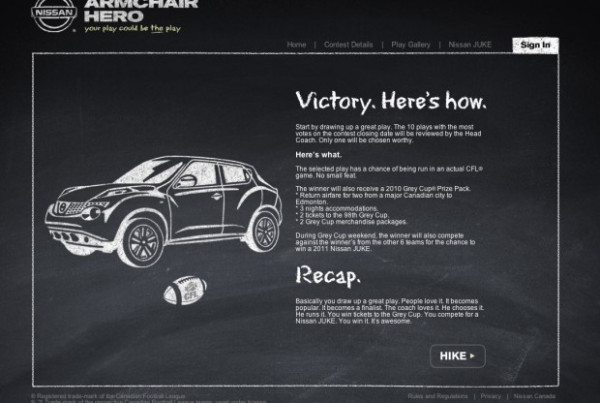 NISSAN
ARMCHAIR
HERO
your play could be the play
Home | Contest Details | Play Gallery | Nissan JUKE
Sign In
Victory. Here's how.
Start by drawing up a great play. The 10 plays with the most
votes on the contest closing date will be reviewed by the Head
Coach. Only one will be chosen worthy.
Here's what.
The selected play has a chance of being run in an actual CFL®
game. No small feat.
The winner will also receive a 2010 Grey Cup® Prize Pack.
* Return airfare for two from a major Canadian city to
Edmonton.
* 3 nights accommodations.
* 2 tickets to the 98th Grey Cup.
* 2 Grey Cup merchandise packages.
During Grey Cup weekend, the winner will also compete
against the winner's from the other 6 teams for the chance to
win a 2011 Nissan JUKE.
CFL
Recap.
Basically you draw up a great play. People love it. It becomes
popular. It becomes a finalist. The coach loves it. He chooses it.
He runs it. You win tickets to the Grey Cup. You compete for a
Nissan JUKE. You win it. It's awesome.
HIKE
® Registered trade-mark of the Canadian Football League
Rules and Regulations | Privacy | Nissan Canada